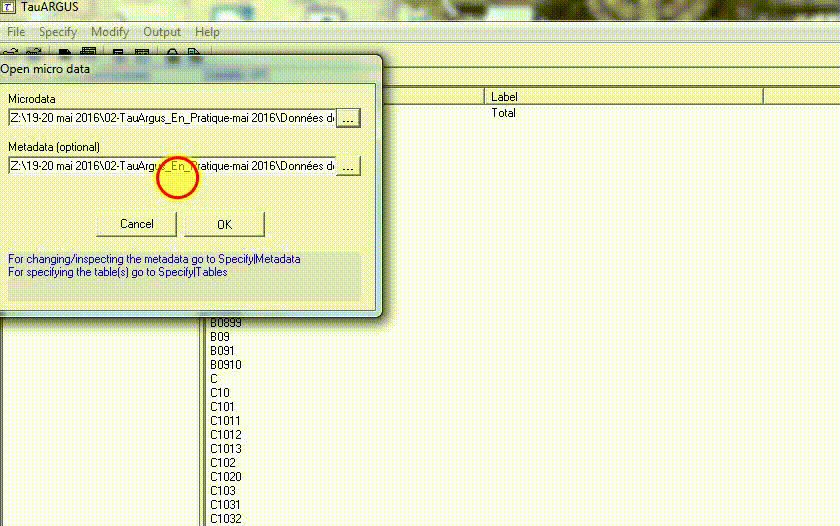 TauARGUS
File Specify Modify Output Help
Open micro data
Microdata
Z:\19-20 mai 2016\02-TauArgus_En_Pratique-mai 2016\Données de
...
Metadata (optional)
Z:\19-20 mai 2016\02-TauArgus_En_Pratique-mai 2016\Données de
...
Cancel OK
For changing/inspecting the metadata go to Specify|Metadata
For specifying the table(s) go to Specify|Tables
Label
Total
B0899
B09
B091
B0910
C
C10
C101
C1011
C1012
C1013
C102
C1020
C103
C1031
C1032